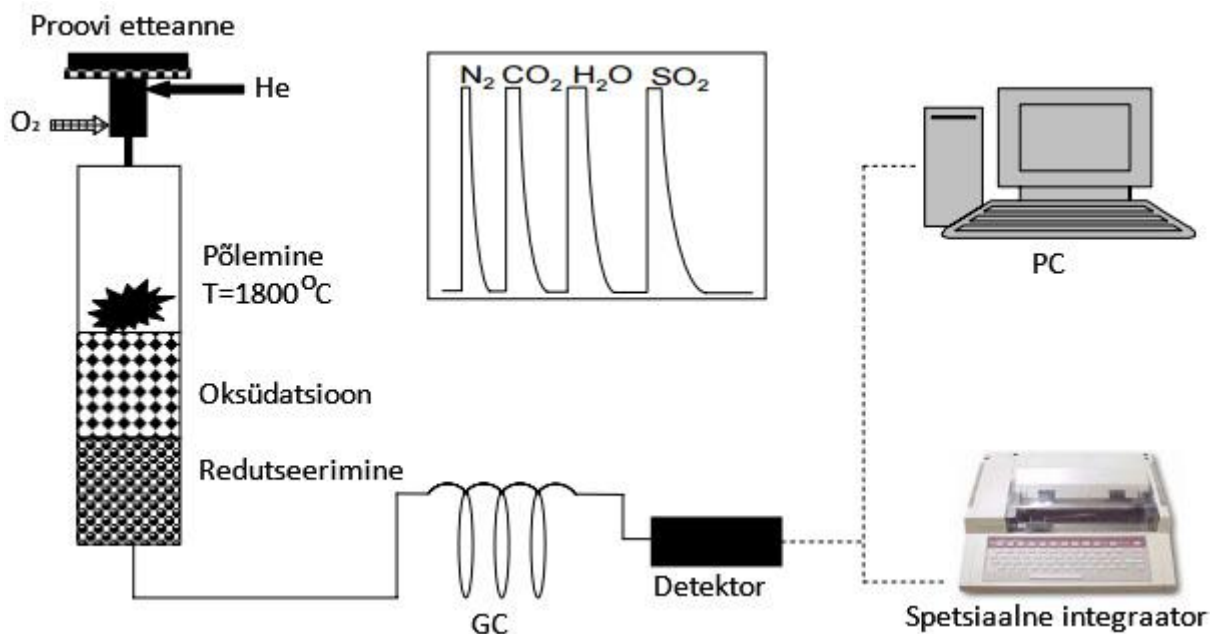 Proovi etteanne
He
O₂
N₂ CO₂ H₂O SO₂
Põlemine
T=1800°C
Oksüdatsioon
Redutseerimine
GC
Detektor
PC
Spetsiaalne integraator